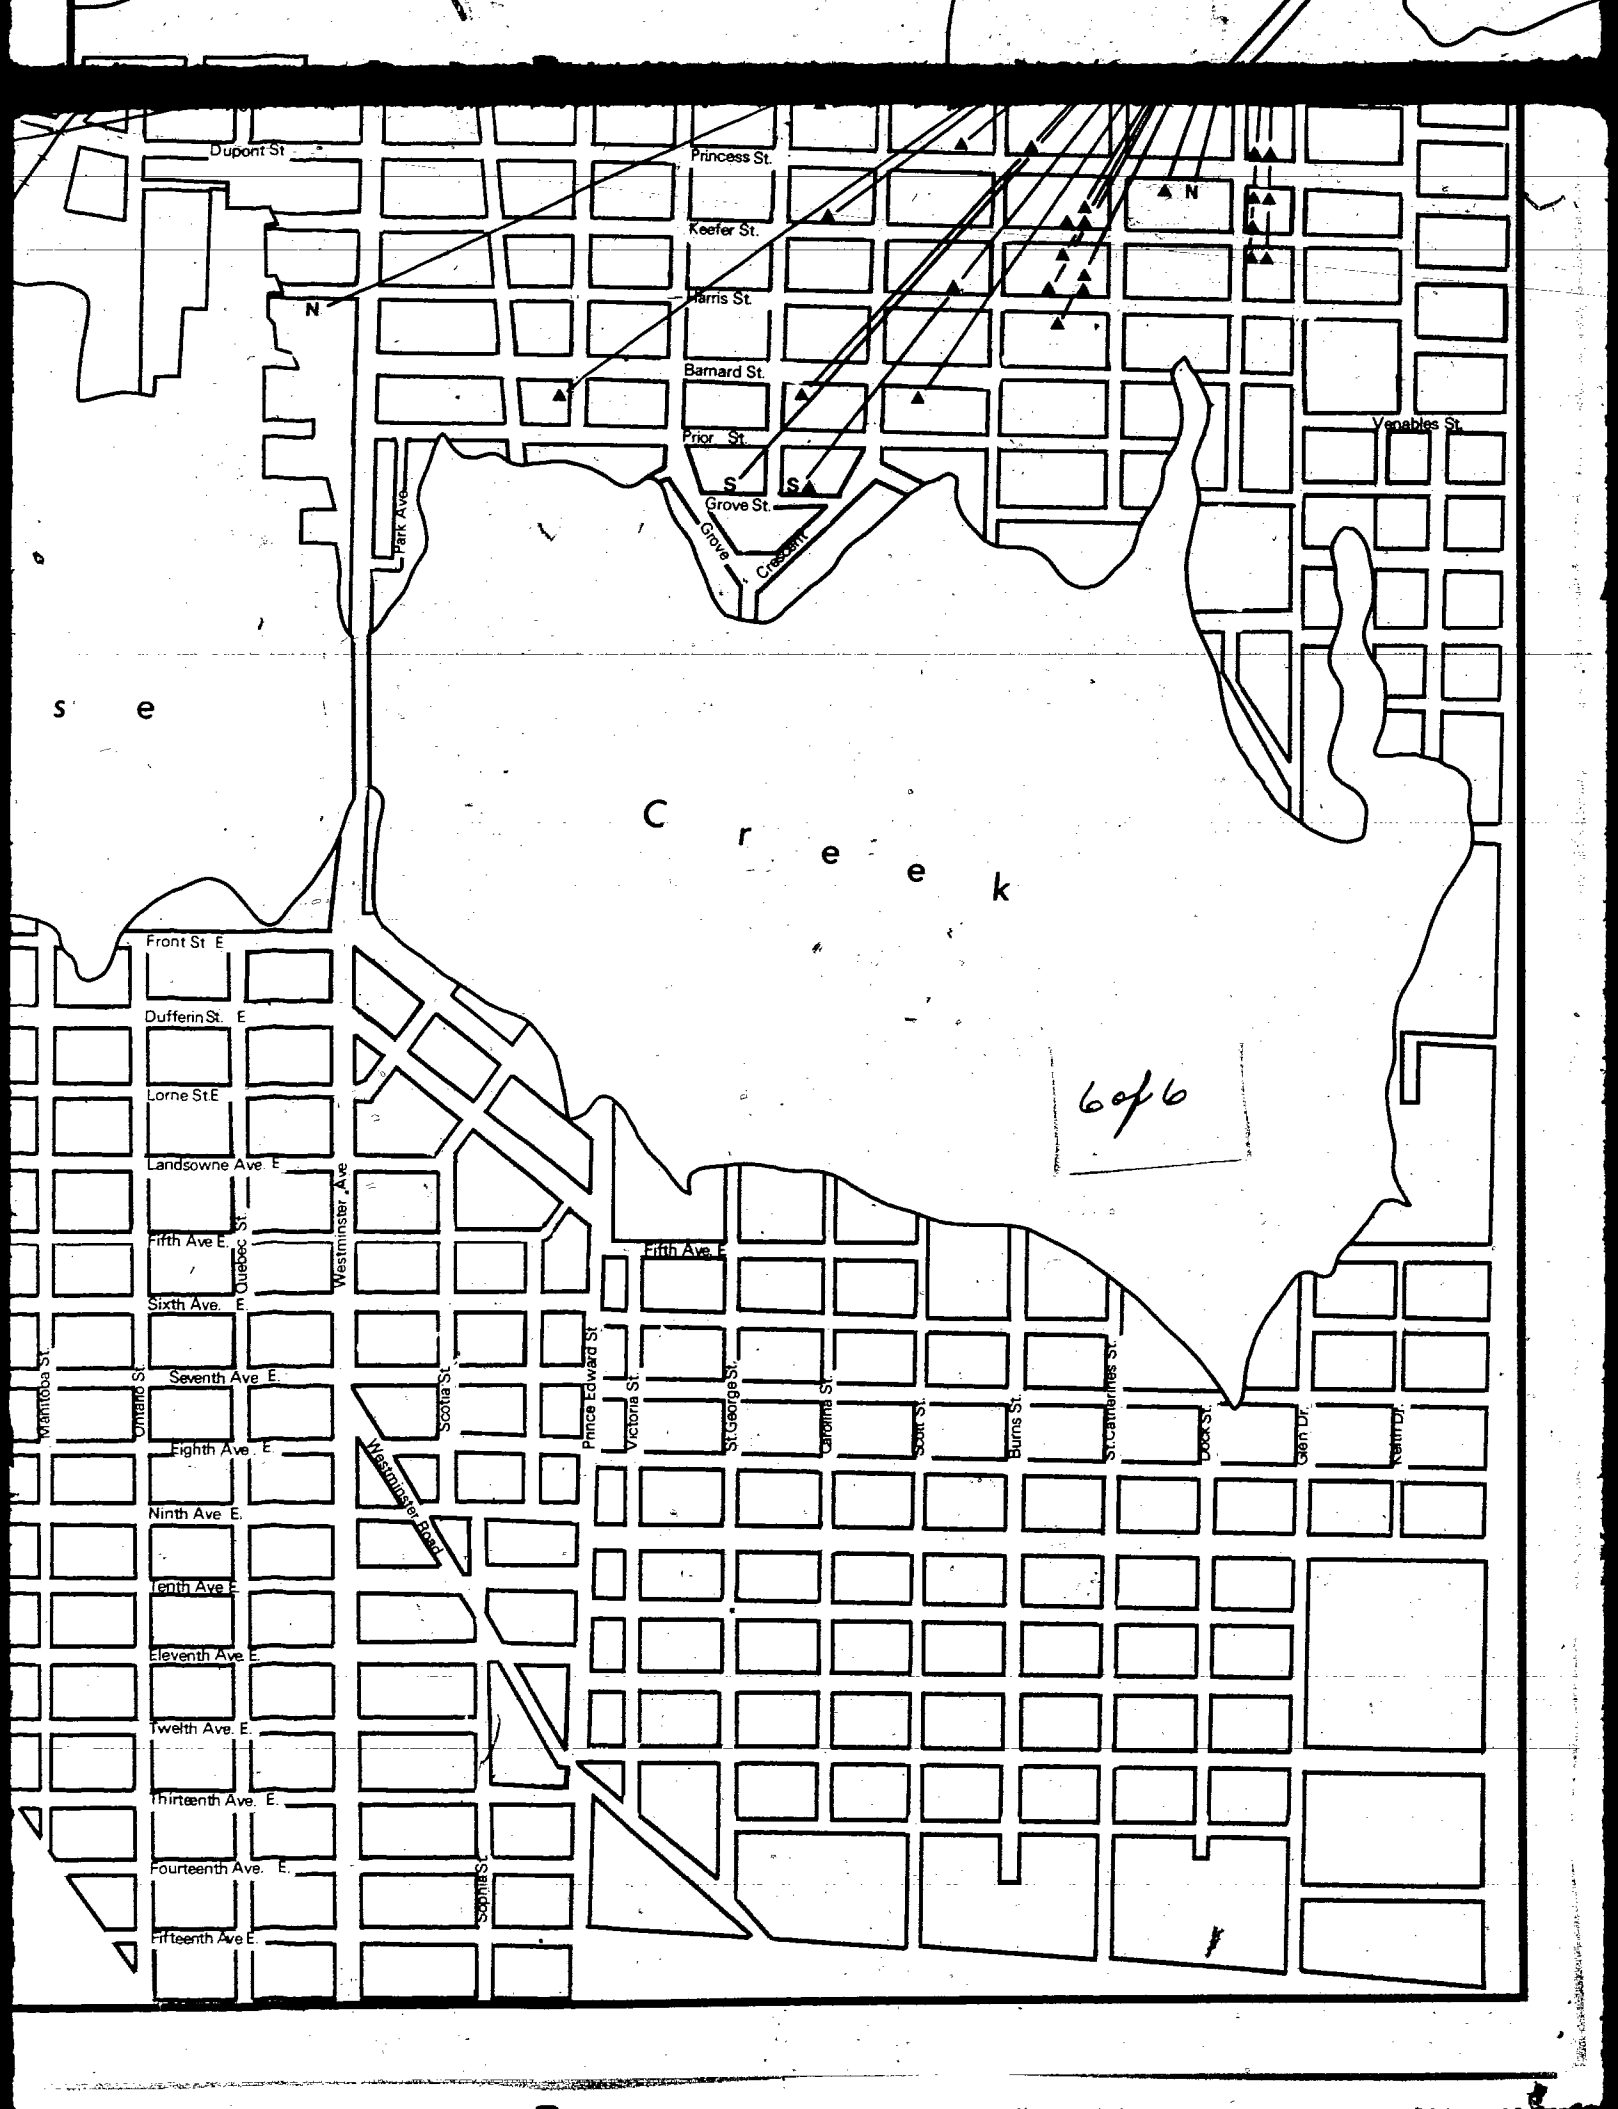 Dupont St
Princess St.
N
Keefer St.
Harris St.
N
Barnard St.
Venables St.
Prior St.
S
S
Grove St.
Park Ave.
Grove
Crescent
s e
C r e e k
Front St E
Dufferin St. E
6 of 6
Lorne St.E
Landsowne Ave. E
Westminster Ave
Fifth Ave E.
Quebec St.
Fifth Ave. E
Sixth Ave. E.
Manitoba St.
Ontario St.
Seventh Ave E.
Scotia St.
Prince Edward St
Victoria St.
St.George St.
Carolina St.
Scott St.
Burns St.
St.Catherines St.
Dock St.
Glen Dr.
Keith Dr.
Eighth Ave. E.
Westminster Road
Ninth Ave E.
Tenth Ave E
Eleventh Ave E.
Twelth Ave. E.
Thirteenth Ave. E.
Fourteenth Ave. E.
Sophia St.
Fifteenth Ave E.